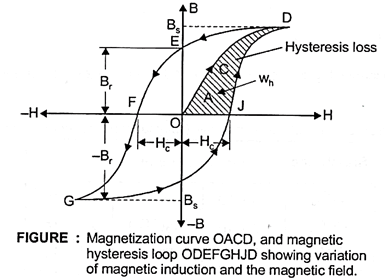 B
Bs
D
E
Hysteresis loss
Br
C
wh
A
F
J
–H
O
H
Hc
Hc
–Br
G
Bs
–B
FIGURE : Magnetization curve OACD, and magnetic
hysteresis loop ODEFGHJD showing variation
of magnetic induction and the magnetic field.